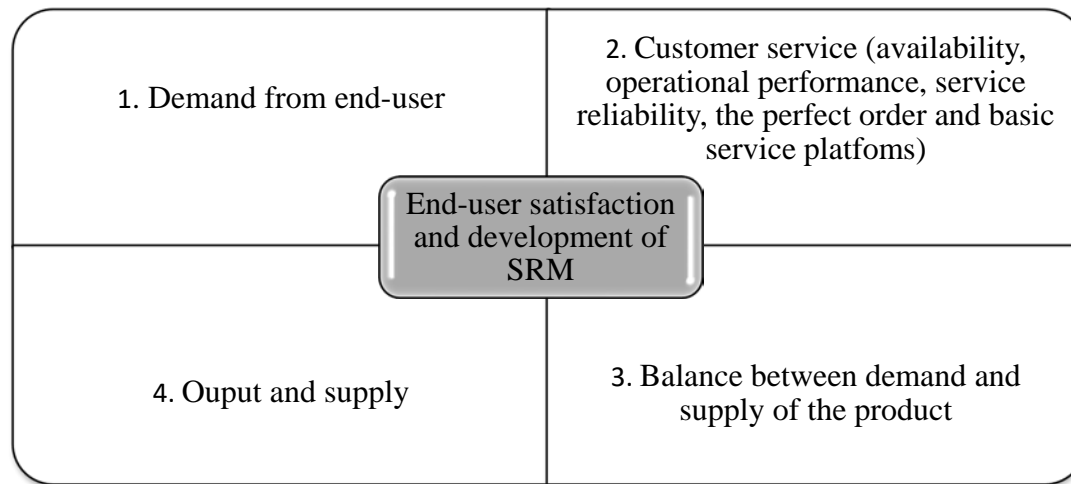 1. Demand from end-user
2. Customer service (availability,
operational performance, service
reliability, the perfect order and basic
service platfoms)
End-user satisfaction
and development of
SRM
4. Ouput and supply
3. Balance between demand and
supply of the product